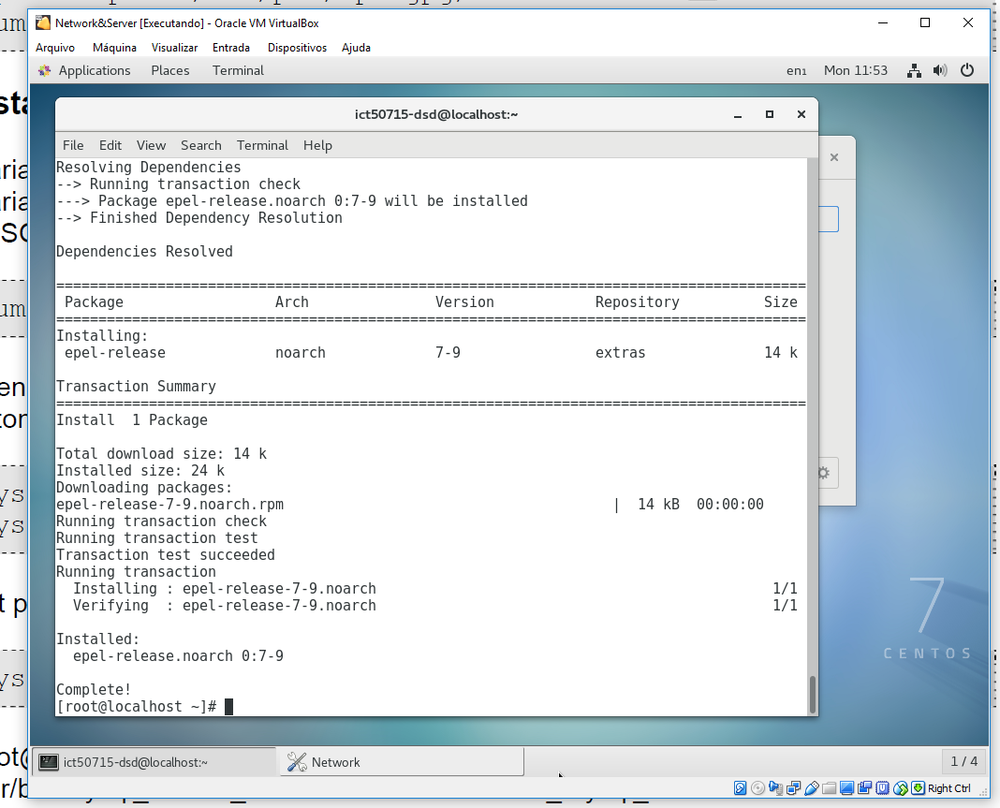 Network&Server [Executando] - Oracle VM VirtualBox
Arquivo Máquina Visualizar Entrada Dispositivos Ajuda
Applications Places Terminal en1 Mon 11:53
ict50715-dsd@localhost:~
File Edit View Search Terminal Help
Resolving Dependencies
--> Running transaction check
---> Package epel-release.noarch 0:7-9 will be installed
--> Finished Dependency Resolution
Dependencies Resolved
================================================================================
Package Arch Version Repository Size
================================================================================
Installing:
epel-release noarch 7-9 extras 14 k
Transaction Summary
================================================================================
Install 1 Package
Total download size: 14 k
Installed size: 24 k
Downloading packages:
epel-release-7-9.noarch.rpm | 14 kB 00:00:00
Running transaction check
Running transaction test
Transaction test succeeded
Running transaction
Installing : epel-release-7-9.noarch 1/1
Verifying : epel-release-7-9.noarch 1/1
Installed:
epel-release.noarch 0:7-9
Complete!
[root@localhost ~]#
7
CENTOS
ict50715-dsd@localhost:~ Network 1 / 4
Right Ctrl